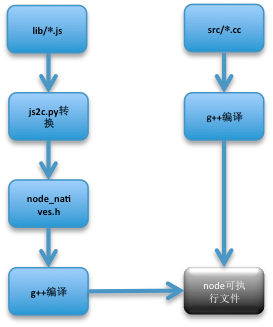 lib/*.js
src/*.cc
js2c.py转
换
g++编译
node_nati
ves.h
g++编译
node可执
行文件